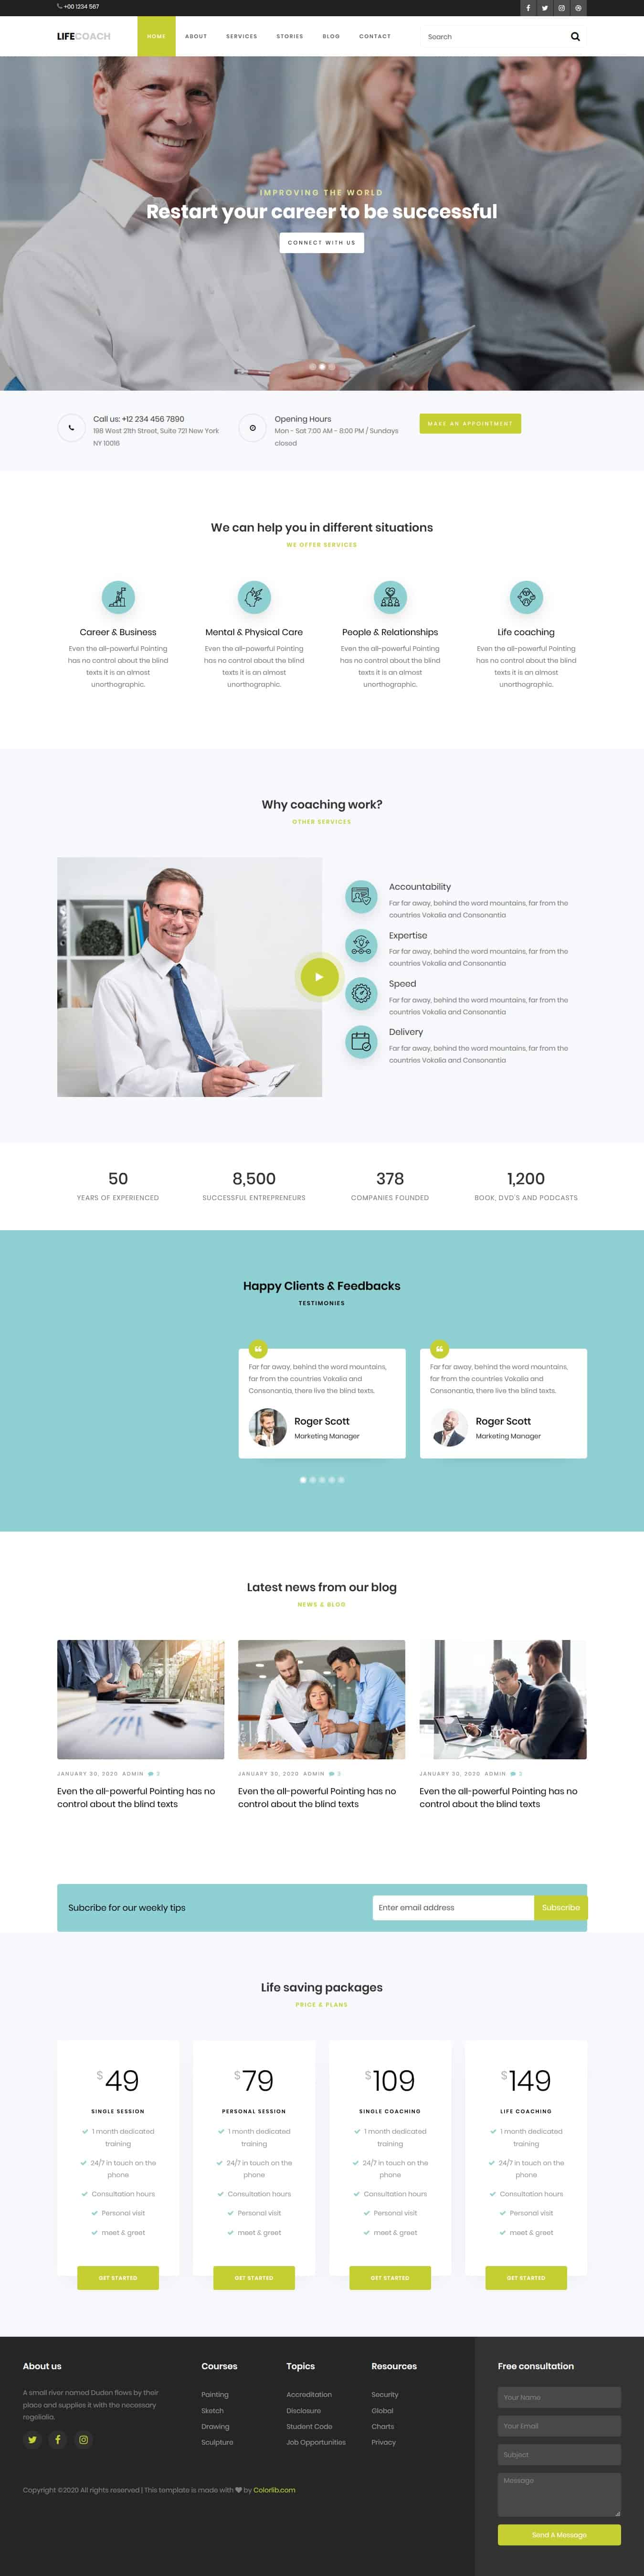 +00 1234 567
LIFECOACH
HOME ABOUT SERVICES STORIES BLOG CONTACT
Search
IMPROVING THE WORLD
Restart your career to be successful
CONNECT WITH US
Call us: +12 234 456 7890
198 West 21th Street, Suite 721 New York
NY 10016
Opening Hours
Mon - Sat 7:00 AM - 8:00 PM / Sundays
closed
MAKE AN APPOINTMENT
We can help you in different situations
WE OFFER SERVICES
Career & Business
Even the all-powerful Pointing
has no control about the blind
texts it is an almost
unorthographic.
Mental & Physical Care
Even the all-powerful Pointing
has no control about the blind
texts it is an almost
unorthographic.
People & Relationships
Even the all-powerful Pointing
has no control about the blind
texts it is an almost
unorthographic.
Life coaching
Even the all-powerful Pointing
has no control about the blind
texts it is an almost
unorthographic.
Why coaching work?
OTHER SERVICES
Accountability
Far far away, behind the word mountains, far from the
countries Vokalia and Consonantia
Expertise
Far far away, behind the word mountains, far from the
countries Vokalia and Consonantia
Speed
Far far away, behind the word mountains, far from the
countries Vokalia and Consonantia
Delivery
Far far away, behind the word mountains, far from the
countries Vokalia and Consonantia
50
YEARS OF EXPERIENCED
8,500
SUCCESSFUL ENTREPRENEURS
378
COMPANIES FOUNDED
1,200
BOOK, DVD'S AND PODCASTS
Happy Clients & Feedbacks
TESTIMONIES
Far far away, behind the word mountains,
far from the countries Vokalia and
Consonantia, there live the blind texts.
Roger Scott
Marketing Manager
Far far away, behind the word mountains,
far from the countries Vokalia and
Consonantia, there live the blind texts.
Roger Scott
Marketing Manager
Latest news from our blog
NEWS & BLOG
JANUARY 30, 2020 ADMIN 3
Even the all-powerful Pointing has no
control about the blind texts
JANUARY 30, 2020 ADMIN 3
Even the all-powerful Pointing has no
control about the blind texts
JANUARY 30, 2020 ADMIN 3
Even the all-powerful Pointing has no
control about the blind texts
Subcribe for our weekly tips
Enter email address
Subscribe
Life saving packages
PRICE & PLANS
$49
SINGLE SESSION
1 month dedicated
training
24/7 in touch on the
phone
Consultation hours
Personal visit
meet & greet
GET STARTED
$79
PERSONAL SESSION
1 month dedicated
training
24/7 in touch on the
phone
Consultation hours
Personal visit
meet & greet
GET STARTED
$109
SINGLE COACHING
1 month dedicated
training
24/7 in touch on the
phone
Consultation hours
Personal visit
meet & greet
GET STARTED
$149
LIFE COACHING
1 month dedicated
training
24/7 in touch on the
phone
Consultation hours
Personal visit
meet & greet
GET STARTED
About us
A small river named Duden flows by their
place and supplies it with the necessary
regelialia.
Courses
Painting
Sketch
Drawing
Sculpture
Topics
Accreditation
Disclosure
Student Code
Job Opportunities
Resources
Security
Global
Charts
Privacy
Copyright ©2020 All rights reserved | This template is made with ♥ by Colorlib.com
Free consultation
Your Name
Your Email
Subject
Message
Send A Message